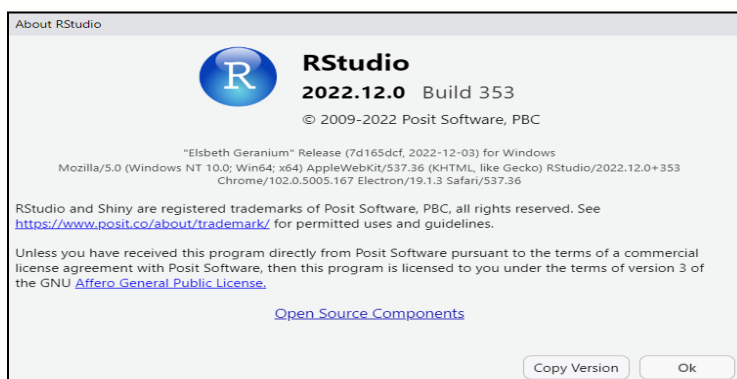 About RStudio
R
RStudio
2022.12.0 Build 353
© 2009-2022 Posit Software, PBC
"Elsbeth Geranium" Release (7d165dcf, 2022-12-03) for Windows
Mozilla/5.0 (Windows NT 10.0; Win64; x64) AppleWebKit/537.36 (KHTML, like Gecko) RStudio/2022.12.0+353
Chrome/102.0.5005.167 Electron/19.1.3 Safari/537.36
RStudio and Shiny are registered trademarks of Posit Software, PBC, all rights reserved. See
https://www.posit.co/about/trademark/ for permitted uses and guidelines.
Unless you have received this program directly from Posit Software pursuant to the terms of a commercial
license agreement with Posit Software, then this program is licensed to you under the terms of version 3 of
the GNU Affero General Public License.
Open Source Components
Copy Version Ok